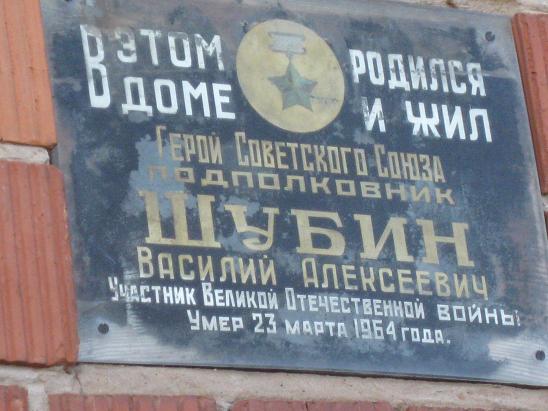 В ЭТОМ РОДИЛСЯ
ДОМЕ И ЖИЛ
ГЕРОЙ СОВЕТСКОГО СОЮЗА
ПОДПОЛКОВНИК
ШУБИН
ВАСИЛИЙ АЛЕКСЕЕВИЧ
УЧАСТНИК ВЕЛИКОЙ ОТЕЧЕСТВЕННОЙ ВОЙНЫ
УМЕР 23 МАРТА 1964 ГОДА.